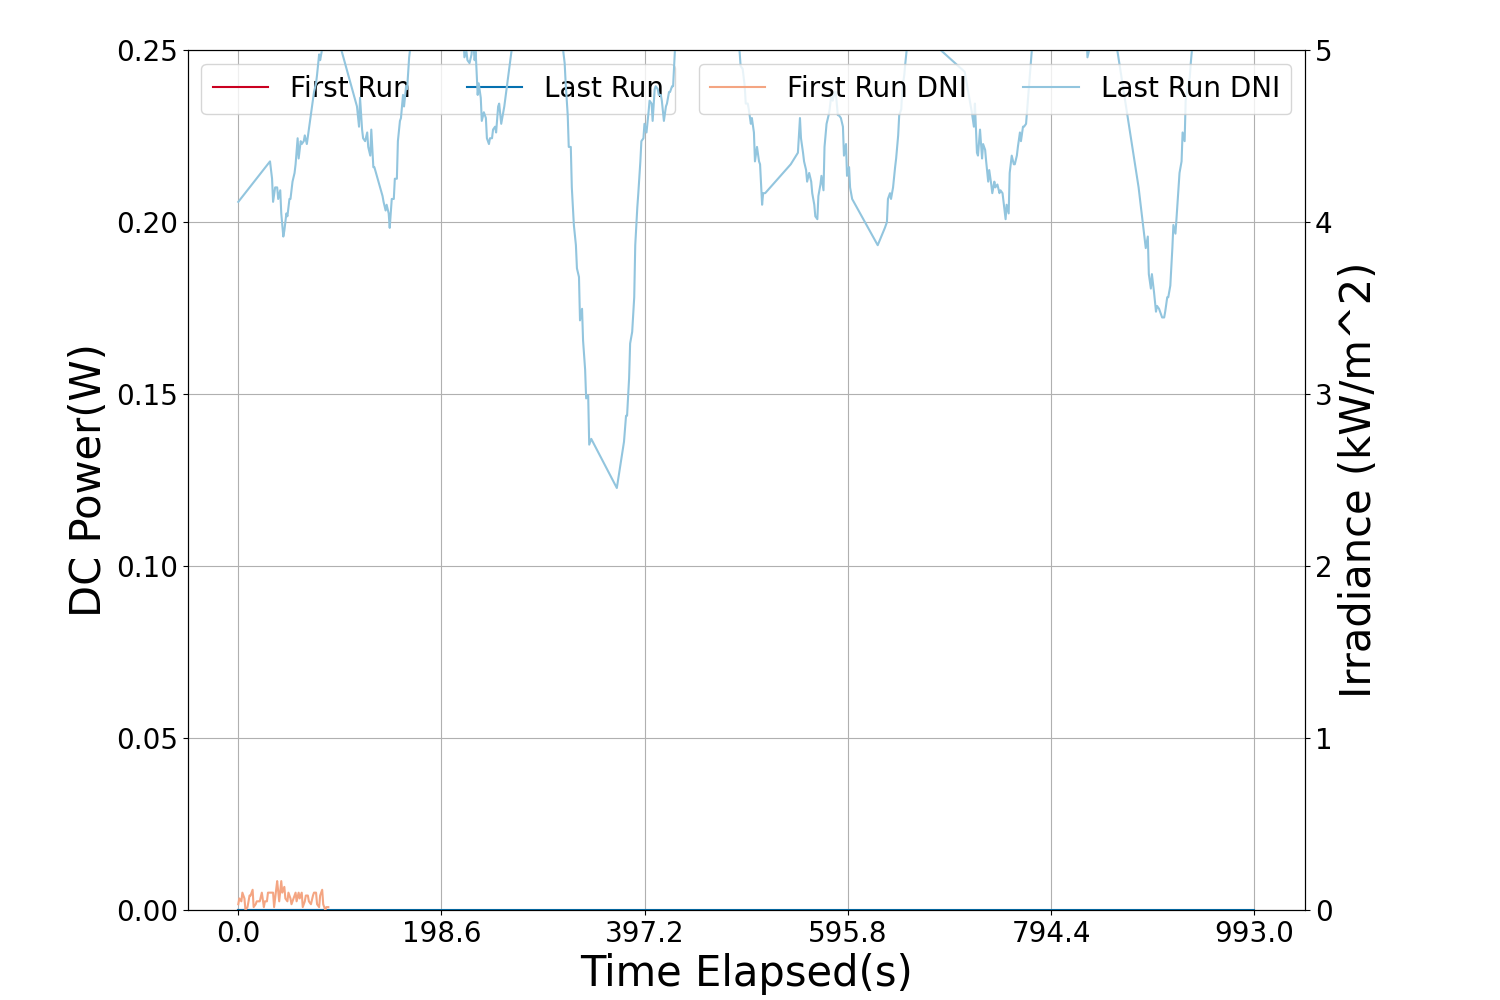 First Run
Last Run
First Run DNI
Last Run DNI
0.25
0.20
0.15
0.10
0.05
0.00
DC Power(W)
5
4
3
2
1
0
Irradiance (kW/m^2)
0.0 198.6 397.2 595.8 794.4 993.0
Time Elapsed(s)